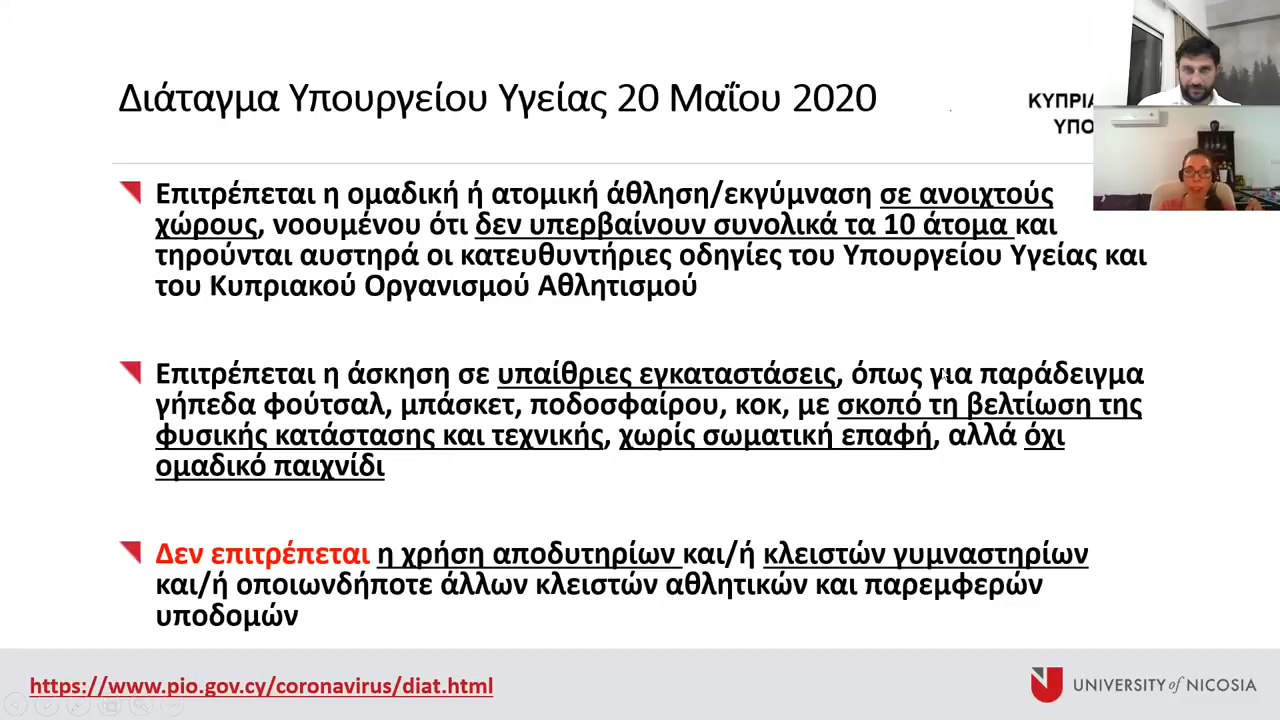 Διάταγμα Υπουργείου Υγείας 20 Μαΐου 2020
ΚΥΠΡΙΑ
ΥΠΟ
Επιτρέπεται η ομαδική ή ατομική άθληση/εκγύμναση σε ανοιχτούς
χώρους, νοουμένου ότι δεν υπερβαίνουν συνολικά τα 10 άτομα και
τηρούνται αυστηρά οι κατευθυντήριες οδηγίες του Υπουργείου Υγείας και
του Κυπριακού Οργανισμού Αθλητισμού
Επιτρέπεται η άσκηση σε υπαίθριες εγκαταστάσεις, όπως για παράδειγμα
γήπεδα φούτσαλ, μπάσκετ, ποδοσφαίρου, κοκ, με σκοπό τη βελτίωση της
φυσικής κατάστασης και τεχνικής, χωρίς σωματική επαφή, αλλά όχι
ομαδικό παιχνίδι
Δεν επιτρέπεται η χρήση αποδυτηρίων και/ή κλειστών γυμναστηρίων
και/ή οποιωνδήποτε άλλων κλειστών αθλητικών και παρεμφερών
υποδομών
https://www.pio.gov.cy/coronavirus/diat.html
UNIVERSITY of NICOSIA